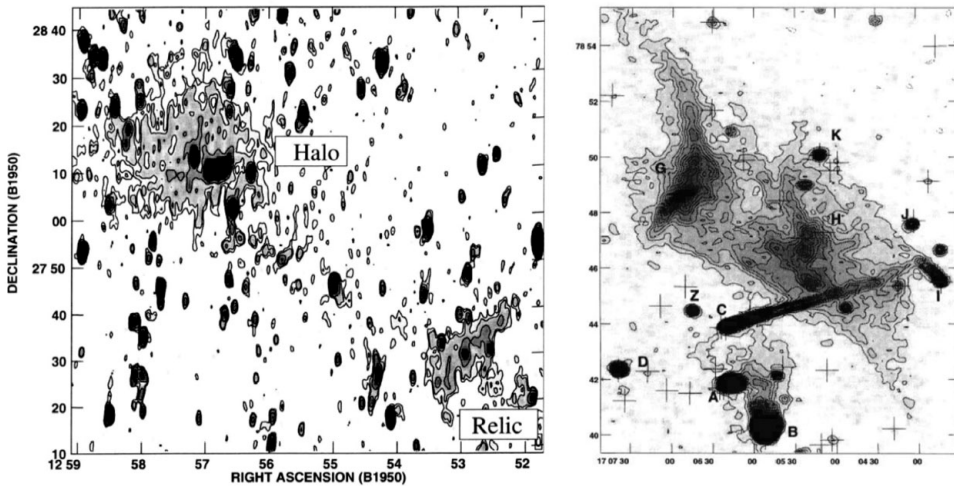 28 40
30
20
10
00
27 50
40
30
20
10
DECLINATION (B1950)
Halo
Relic
12 59
58
57
56
55
54
53
52
RIGHT ASCENSION (B1950)
78 54
52
50
48
46
44
42
40
K
G
H
J
I
Z
C
D
A
B
17 07 30
00
06 30
00
05 30
00
04 30
00